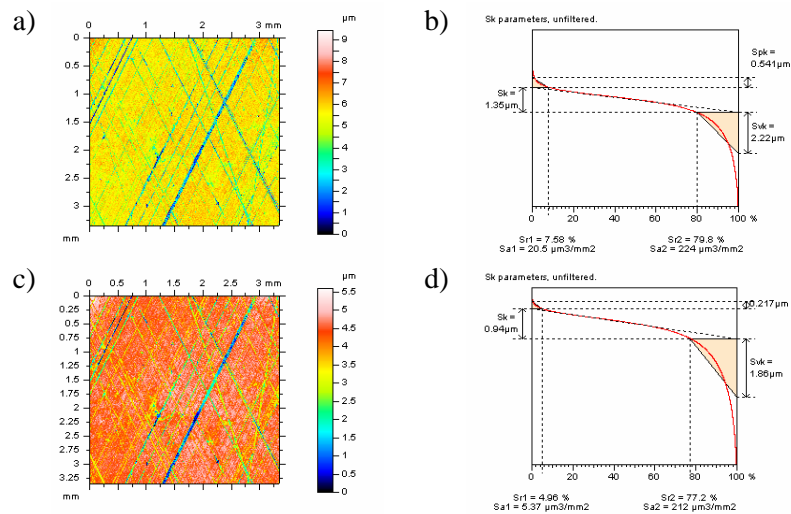 a)
0 1 2 3 mm
0
0.5
1
1.5
2
2.5
3
mm
µm
9
8
7
6
5
4
3
2
1
0
b)
Sk parameters, unfiltered.
Spk =
0.541µm
Sk =
1.35µm
Svk =
2.22µm
0 20 40 60 80 100 %
Sr1 = 7.58 % Sr2 = 79.8 %
Sa1 = 20.5 µm3/mm2 Sa2 = 224 µm3/mm2
c)
0 0.5 1 1.5 2 2.5 3 mm
0
0.25
0.5
0.75
1
1.25
1.5
1.75
2
2.25
2.5
2.75
3
3.25
mm
µm
5.5
5
4.5
4
3.5
3
2.5
2
1.5
1
0.5
0
d)
Sk parameters, unfiltered.
0.217µm
Sk =
0.94µm
Svk =
1.86µm
0 20 40 60 80 100 %
Sr1 = 4.96 % Sr2 = 77.2 %
Sa1 = 5.37 µm3/mm2 Sa2 = 212 µm3/mm2